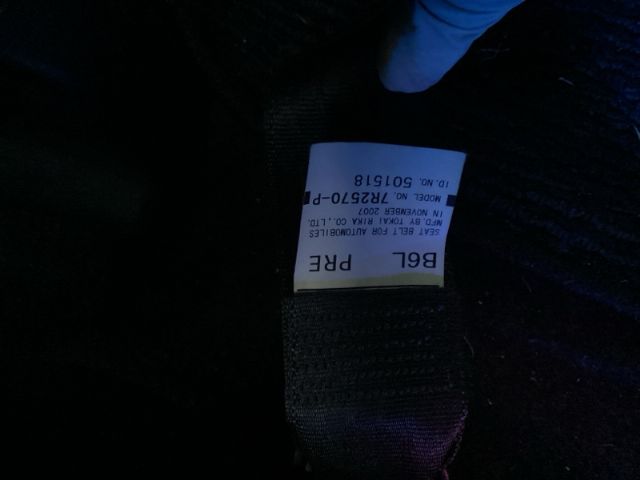 B6L PRE
SEAT BELT FOR AUTOMOBILES
MFD. BY TOKAI RIKA CO., LTD.
IN NOVEMBER 2007
MODEL NO. 7R2570-P
ID.NO. 501518